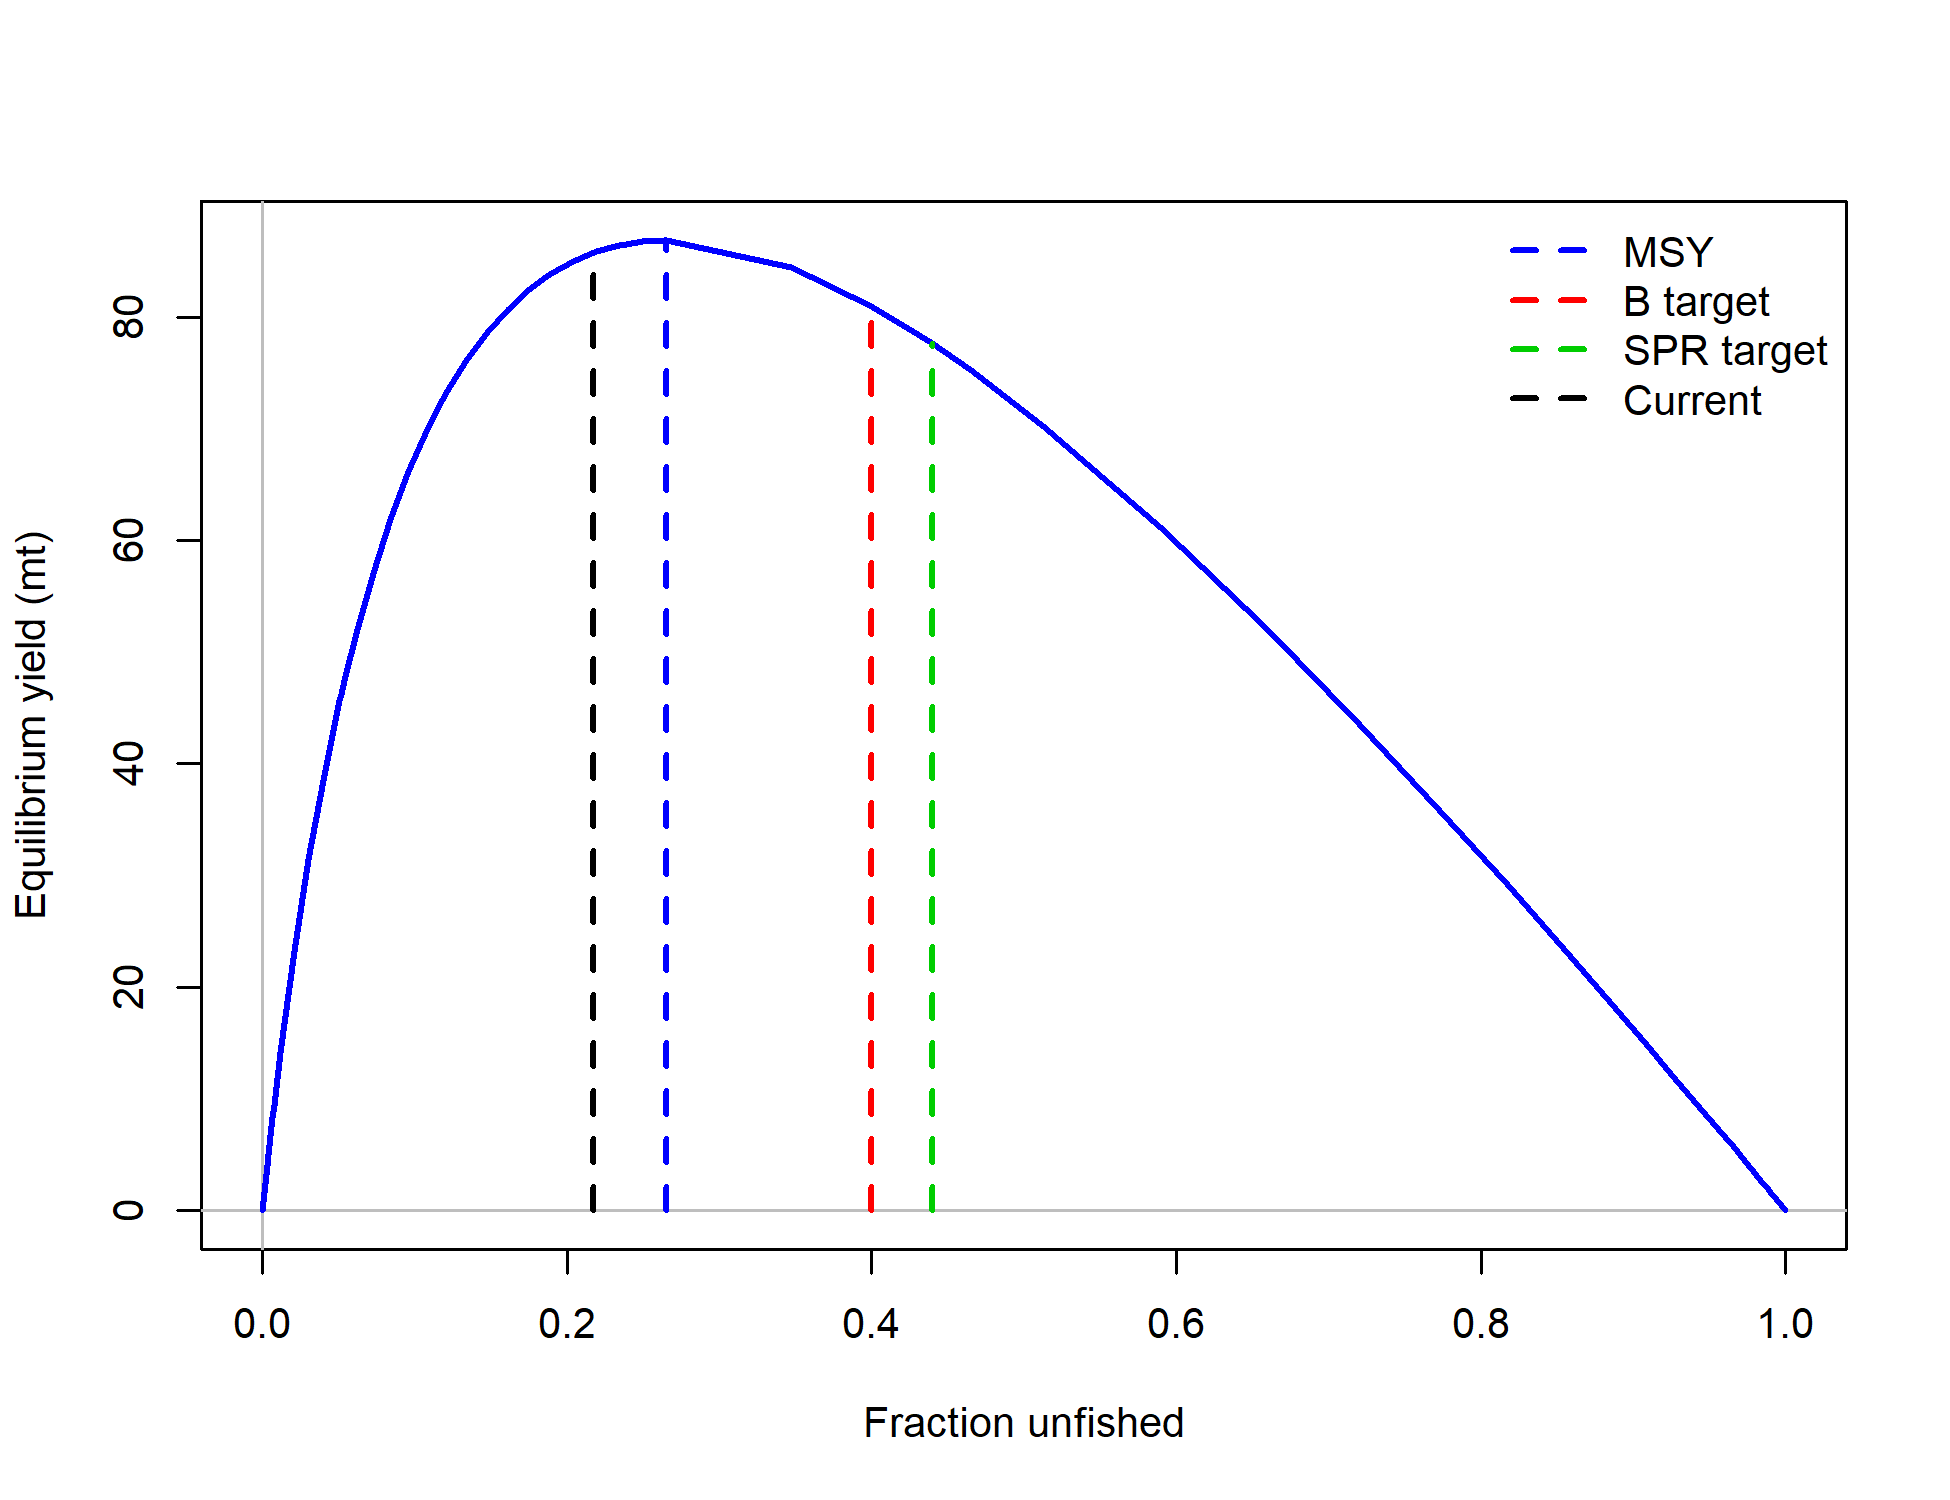 MSY
B target
SPR target
Current
Equilibrium yield (mt)
80
60
40
20
0
0.0 0.2 0.4 0.6 0.8 1.0
Fraction unfished